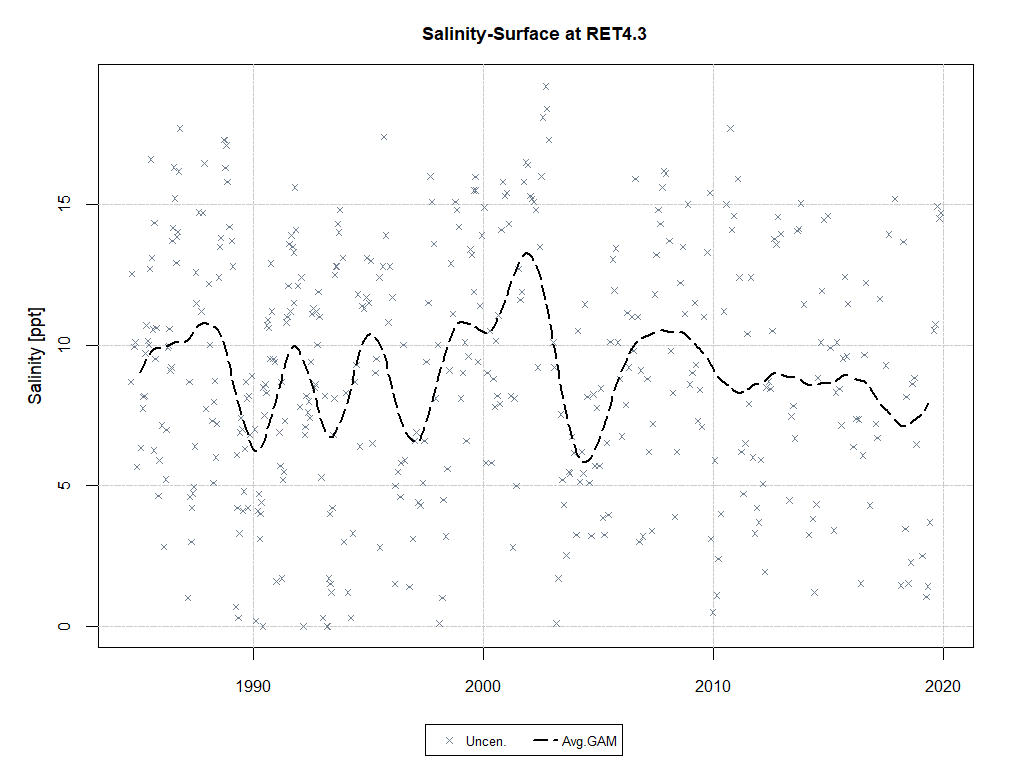 Salinity-Surface at RET4.3
Salinity [ppt]
15
10
5
0
1990 2000 2010 2020
Uncen. Avg.GAM